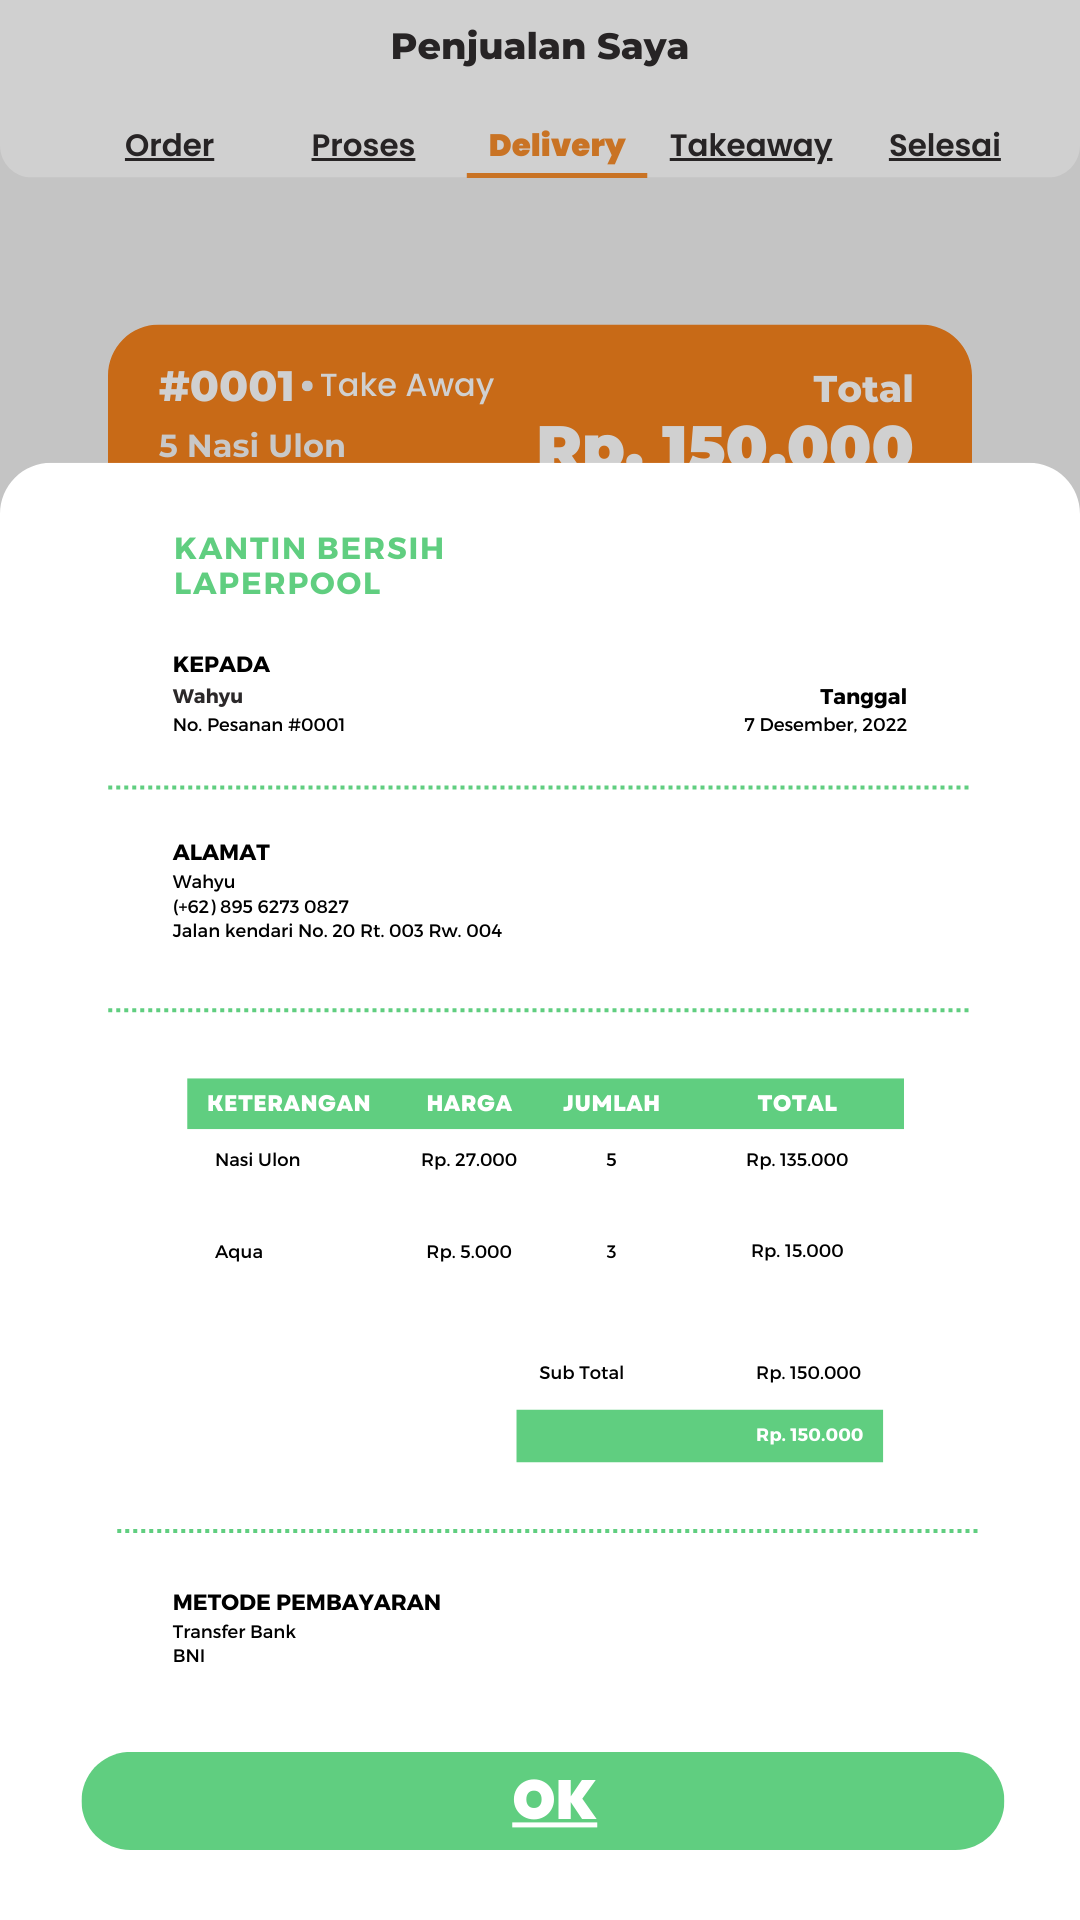 Penjualan Saya
Order Proses Delivery Takeaway Selesai
#0001 • Take Away Total
5 Nasi Ulon Rp. 150.000
KANTIN BERSIH
LAPERPOOL
KEPADA
Wahyu Tanggal
No. Pesanan #0001 7 Desember, 2022
ALAMAT
Wahyu
(+62) 895 6273 0827
Jalan kendari No. 20 Rt. 003 Rw. 004
KETERANGAN HARGA JUMLAH TOTAL
Nasi Ulon Rp. 27.000 5 Rp. 135.000
Aqua Rp. 5.000 3 Rp. 15.000
Sub Total Rp. 150.000
Rp. 150.000
METODE PEMBAYARAN
Transfer Bank
BNI
OK